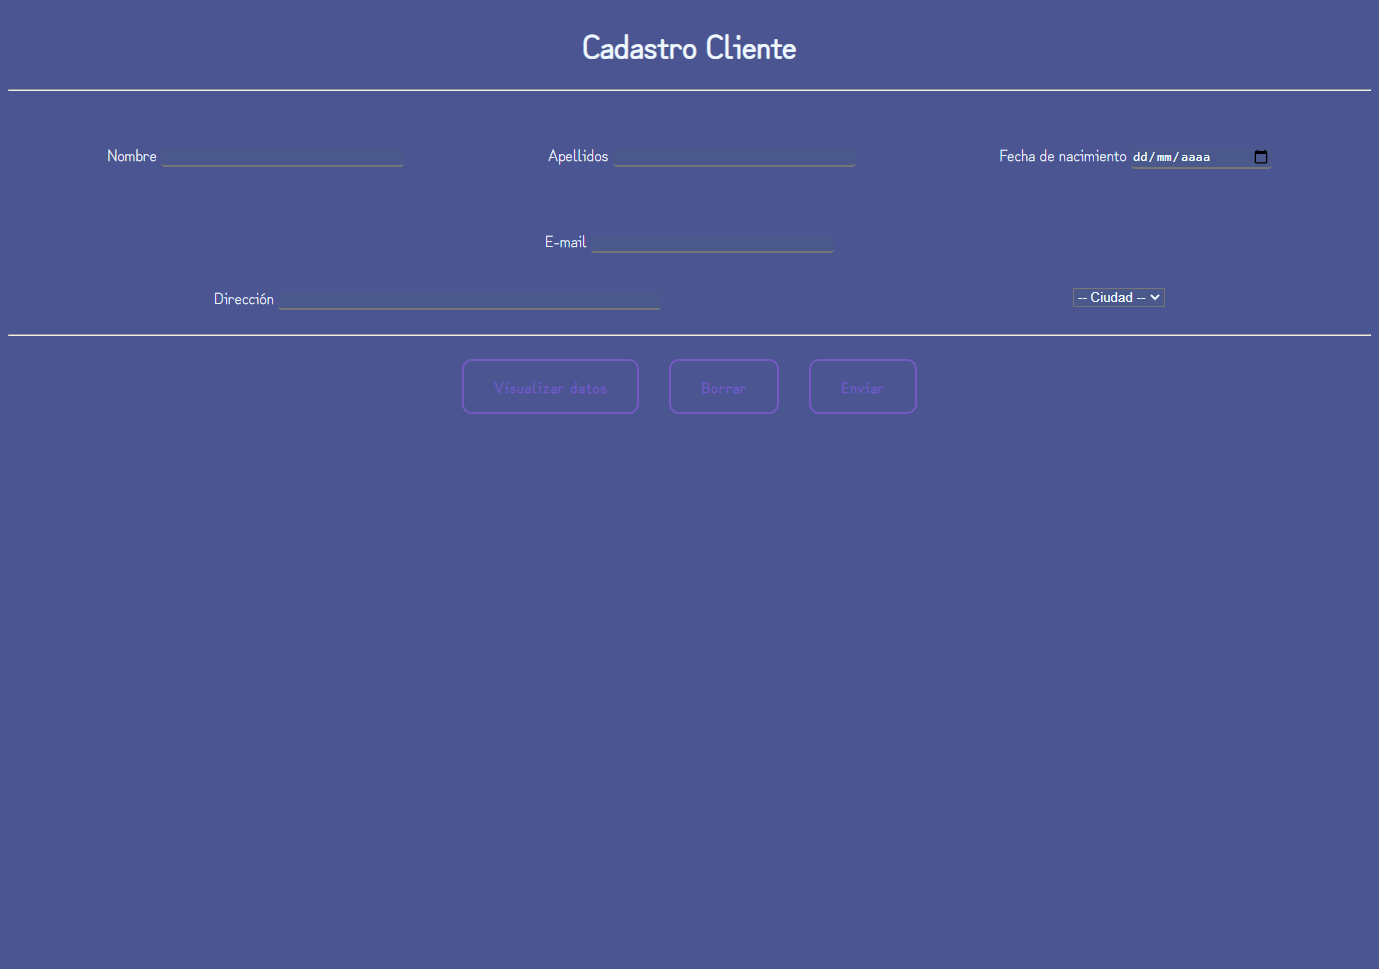 Cadastro Cliente
Nombre Apellidos Fecha de nacimiento dd/mm/aaaa
E-mail
Dirección -- Ciudad --
Visualizar datos Borrar Enviar